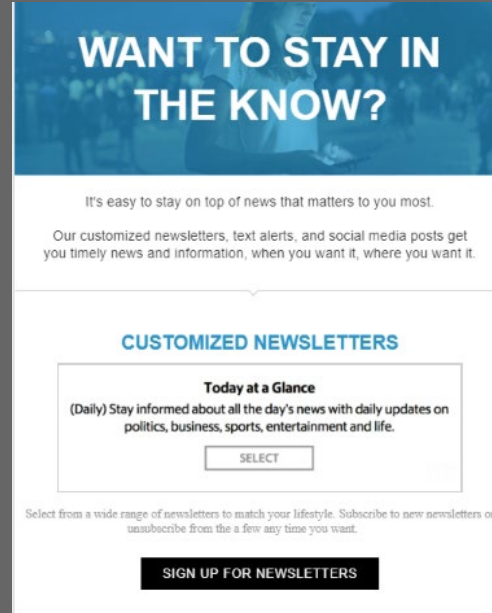 WANT TO STAY IN
THE KNOW?
It's easy to stay on top of news that matters to you most.
Our customized newsletters, text alerts, and social media posts get
you timely news and information, when you want it, where you want it.
CUSTOMIZED NEWSLETTERS
Today at a Glance
(Daily) Stay informed about all the day's news with daily updates on
politics, business, sports, entertainment and life.
SELECT
Select from a wide range of newsletters to match your lifestyle. Subscribe to new newsletters or
unsubscribe from the a few any time you want.
SIGN UP FOR NEWSLETTERS